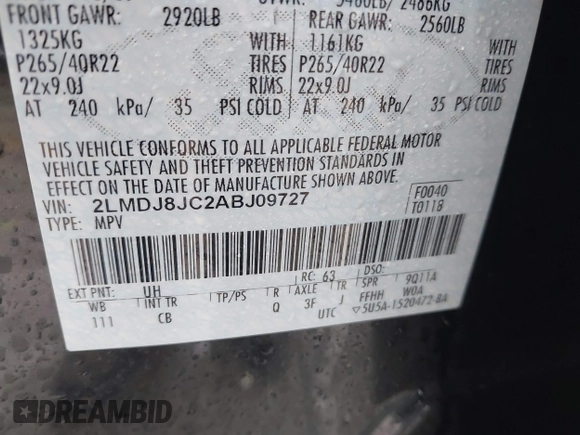 FRONT GAWR: 2920LB REAR GAWR: 2560LB
1325KG WITH 1161KG WITH
P265/40R22 TIRES P265/40R22 TIRES
22x9.0J RIMS 22x9.0J RIMS
AT 240 kPa/ 35 PSI COLD AT 240 kPa/ 35 PSI COLD
THIS VEHICLE CONFORMS TO ALL APPLICABLE FEDERAL MOTOR
VEHICLE SAFETY AND THEFT PREVENTION STANDARDS IN
EFFECT ON THE DATE OF MANUFACTURE SHOWN ABOVE.
VIN: 2LMDJ8JC2ABJ09727 F0040
TYPE: MPV T0118
EXT PNT: UH RC: 63 DSO:
WB INT TR TP/PS R AXLE TR SPR 9Q11A
111 CB Q 3F J FFHH W0A
UTC ▽5U5A-1520472-BA
DREAMBID